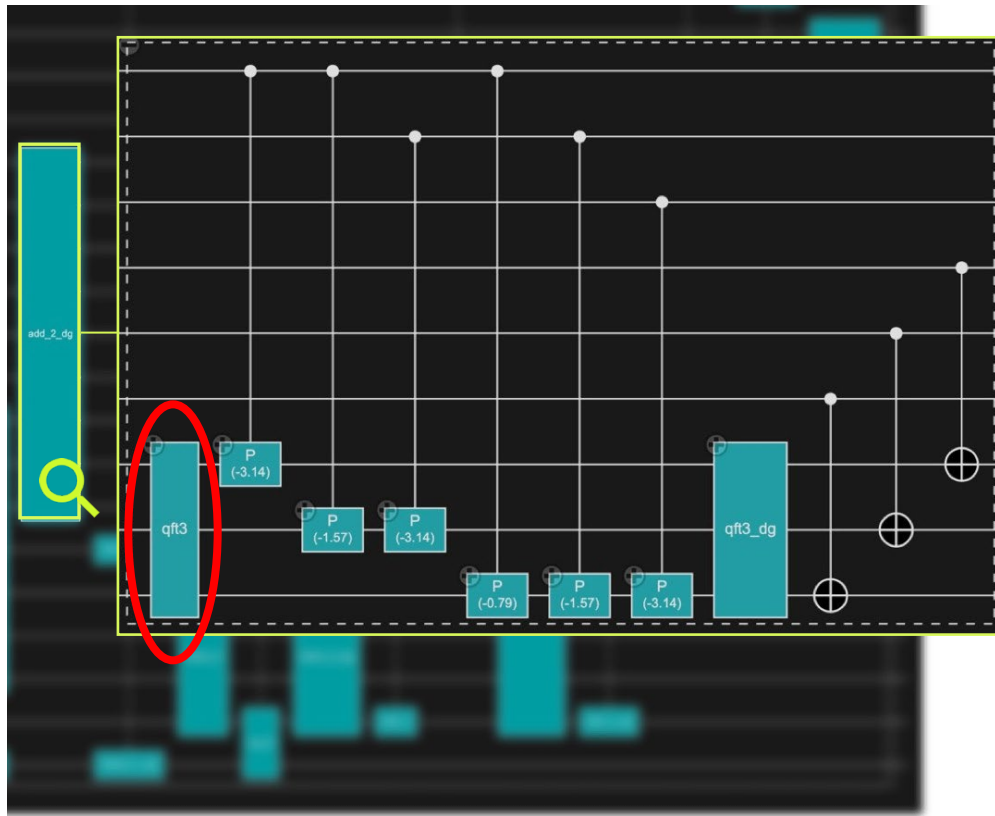 add_2_dg
qft3
P
(-3.14)
P
(-1.57)
P
(-3.14)
P
(-0.79)
P
(-1.57)
P
(-3.14)
qft3_dg